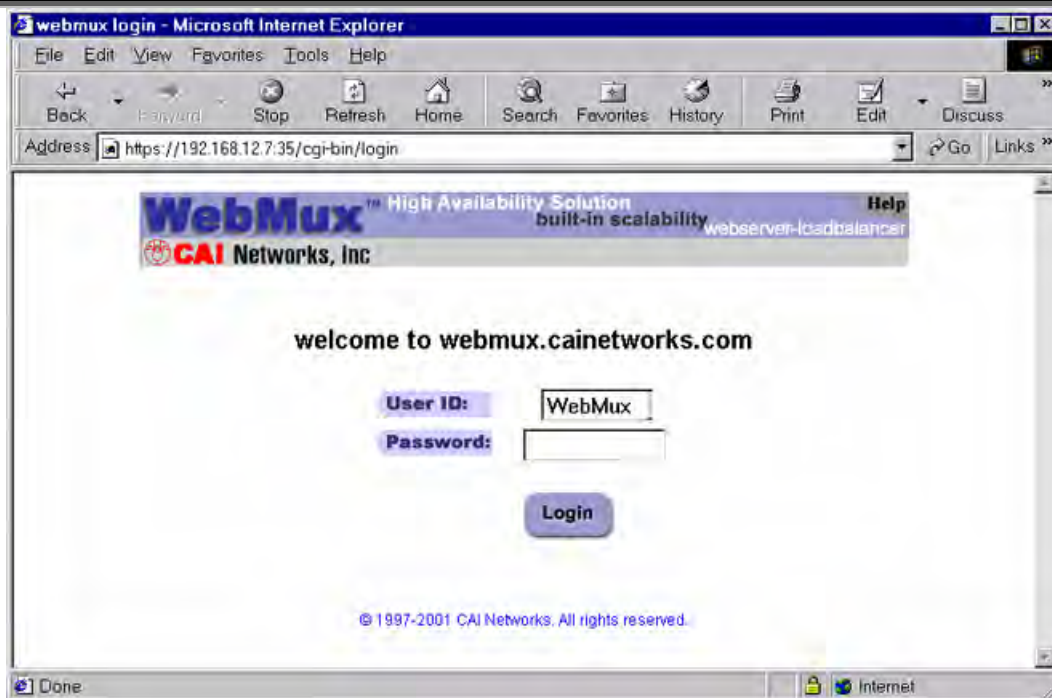 webmux login - Microsoft Internet Explorer
File Edit View Favorites Tools Help
Back Forward Stop Refresh Home Search Favorites History Print Edit Discuss »
Address https://192.168.12.7:35/cgi-bin/login Go Links »
WebMux™ High Availability Solution Help
built-in scalability
webserver-loadbalancer
CAI Networks, Inc
welcome to webmux.cainetworks.com
User ID: WebMux
Password:
Login
© 1997-2001 CAI Networks. All rights reserved.
Done Internet